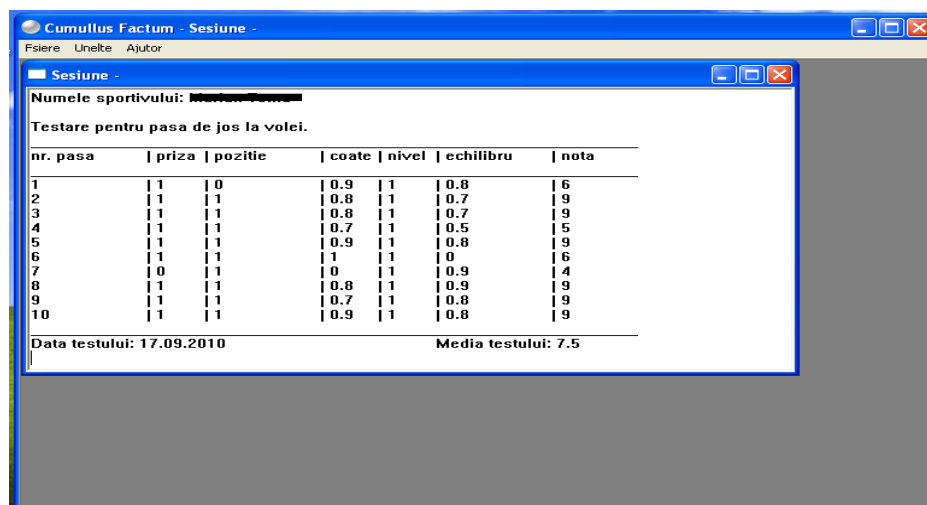 Cumullus Factum - Sesiune -
Fsiere Unelte Ajutor
Sesiune -
Numele sportivului:
Testare pentru pasa de jos la volei.
nr. pasa | priza | pozitie | coate | nivel | echilibru | nota
1 | 1 | 0 | 0.9 | 1 | 0.8 | 6
2 | 1 | 1 | 0.8 | 1 | 0.7 | 9
3 | 1 | 1 | 0.8 | 1 | 0.7 | 9
4 | 1 | 1 | 0.7 | 1 | 0.5 | 5
5 | 1 | 1 | 0.9 | 1 | 0.8 | 9
6 | 1 | 1 | 1 | 1 | 0 | 6
7 | 0 | 1 | 0 | 1 | 0.9 | 4
8 | 1 | 1 | 0.8 | 1 | 0.9 | 9
9 | 1 | 1 | 0.7 | 1 | 0.8 | 9
10 | 1 | 1 | 0.9 | 1 | 0.8 | 9
Data testului: 17.09.2010 Media testului: 7.5